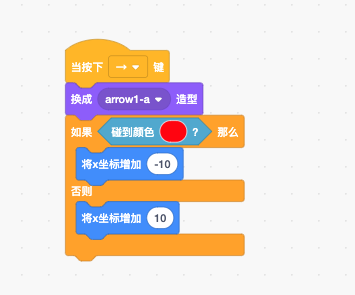 当按下 → 键
换成 arrow1-a 造型
如果 碰到颜色 ? 那么
将x坐标增加 -10
否则
将x坐标增加 10